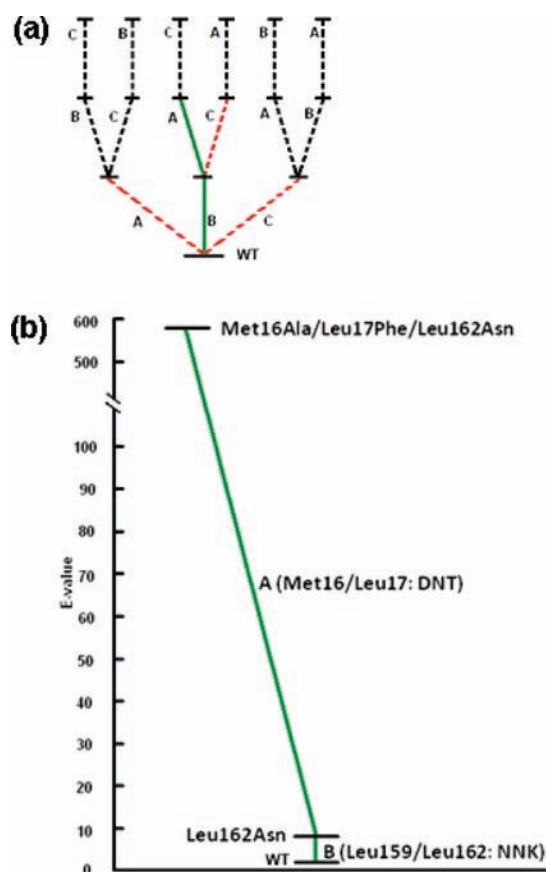 (a)
C B C A B A
B C A C A B
A B C
WT
(b)
600
Met16Ala/Leu17Phe/Leu162Asn
500
100
90
80
70
A (Met16/Leu17: DNT)
E-value
60
50
40
30
20
10
Leu162Asn
B (Leu159/Leu162: NNK)
WT
0